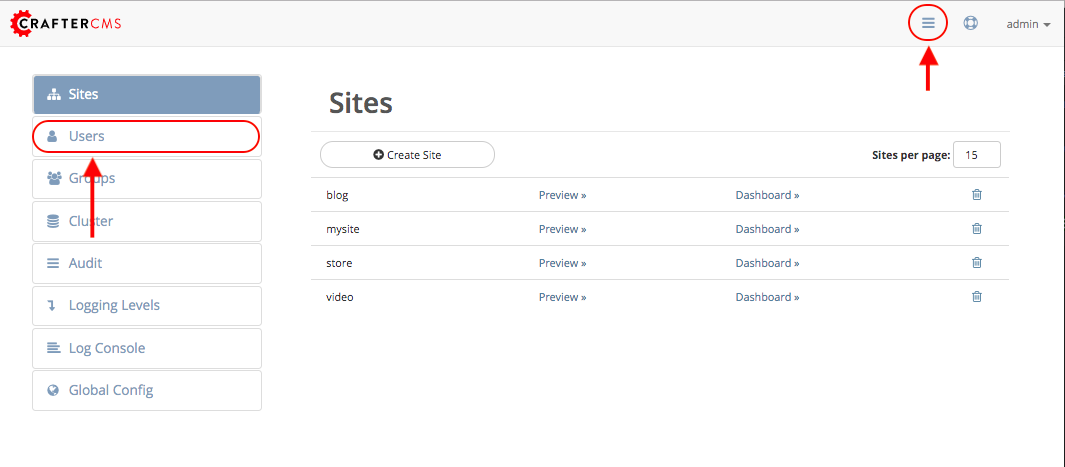 CRAFTERCMS
admin
Sites
Users
Groups
Cluster
Audit
Logging Levels
Log Console
Global Config
Sites
Create Site
Sites per page: 15
blog Preview » Dashboard »
mysite Preview » Dashboard »
store Preview » Dashboard »
video Preview » Dashboard »